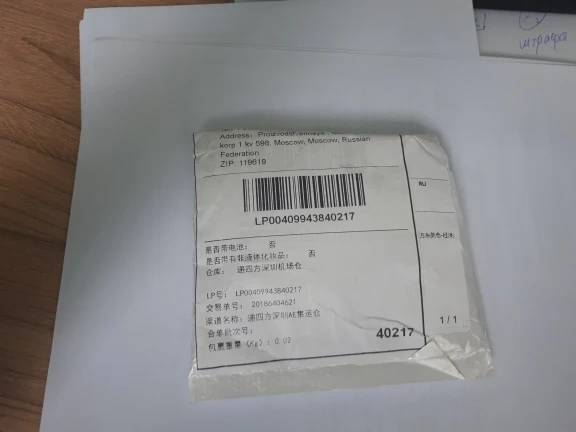 штрафа
Address: Proizvodstvennaya
korp 1 kv 598, Moscow, Moscow, Russian
Federation
ZIP: 119619
RU
LP00409943840217
是否带电池： 否
是否带有非液体化妆品： 否
仓库： 递四方深圳机场仓
LP号： LP00409943840217
交易单号： 20186404621
渠道名称：递四方深圳AE集运仓
合单批次号：
包裹重量（Kg）：0.02
40217
1 / 1